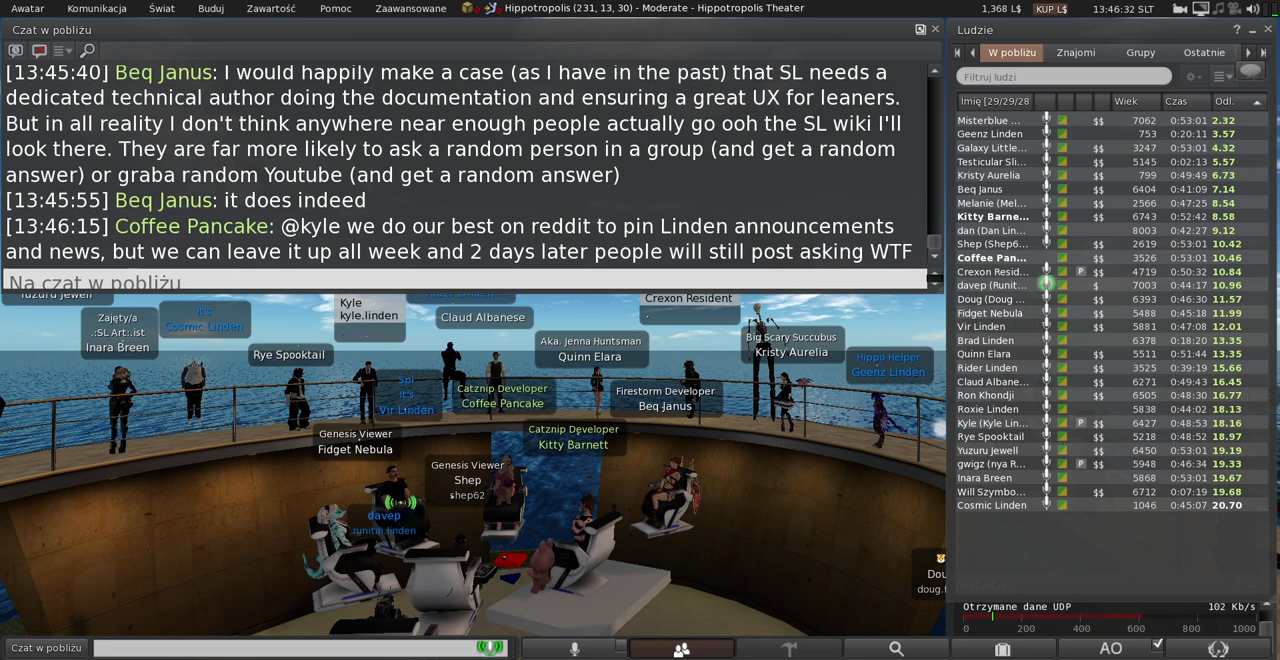 Awatar Komunikacja Świat Buduj Zawartość Pomoc Zaawansowane Hippotropolis (231, 13, 30) - Moderate - Hippotropolis Theater 1,368 L$ KUP L$ 13:46:32 SLT
Czat w pobliżu
[13:45:40] Beq Janus: I would happily make a case (as I have in the past) that SL needs a
dedicated technical author doing the documentation and ensuring a great UX for leaners.
But in all reality I don't think anywhere near enough people actually go ooh the SL wiki I'll
look there. They are far more likely to ask a random person in a group (and get a random
answer) or graba random Youtube (and get a random answer)
[13:45:55] Beq Janus: it does indeed
[13:46:15] Coffee Pancake: @kyle we do our best on reddit to pin Linden announcements
and news, but we can leave it up all week and 2 days later people will still post asking WTF
Na czat w pobliżu
Yuzuru Jewell
Zajęty/a
.:SL Art:.ist
Inara Breen
It's
Cosmic Linden
Rye Spooktail
Kyle
kyle.linden
Claud Albanese
Aka. Jenna Huntsman
Quinn Elara
Crexon Resident
Big Scary Succubus
Kristy Aurelia
Hippo Helper
Geenz Linden
Spi
It's
Vir Linden
Catznip Developer
Coffee Pancake
Firestorm Developer
Beq Janus
Genesis Viewer
Fidget Nebula
Catznip Developer
Kitty Barnett
Genesis Viewer
Shep
shep62
davep
runitai.linden
Dou
doug.
Czat w pobliżu
AO
Ludzie
W pobliżu Znajomi Grupy Ostatnie
Filtruj ludzi
Imię [29/29/28 Wiek Czas Odl.
Misterblue ... $$ 7062 0:53:01 2.32
Geenz Linden 753 0:20:11 3.57
Galaxy Little... $$ 3247 0:53:01 4.32
Testicular Sli... $$ 5145 0:02:13 5.57
Kristy Aurelia $$ 799 0:49:49 6.73
Beq Janus $$ 6404 0:41:09 7.14
Melanie (Mel... $$ 2566 0:47:25 8.54
Kitty Barne... $$ 6743 0:52:42 8.58
dan (Dan Lin... 8003 0:42:27 9.12
Shep (Shep6... $$ 2619 0:53:01 10.42
Coffee Pan... $$ 3526 0:53:01 10.46
Crexon Resid... P $$ 4719 0:50:32 10.84
davep (Runit... $ 7003 0:44:17 10.96
Doug (Doug ... $$ 6393 0:46:30 11.57
Fidget Nebula $$ 5488 0:45:18 11.99
Vir Linden $$ 5881 0:47:08 12.01
Brad Linden 6378 0:18:20 13.35
Quinn Elara $$ 5511 0:51:44 13.35
Rider Linden $$ 3525 0:39:19 15.66
Claud Albane... $$ 6271 0:49:43 16.45
Ron Khondji $$ 6505 0:48:30 16.77
Roxie Linden 5838 0:44:02 18.13
Kyle (Kyle Lin... P $$ 6427 0:48:53 18.16
Rye Spooktail $$ 5218 0:48:52 18.97
Yuzuru Jewell $$ 6450 0:53:01 19.19
gwigz (nya R... P $$ 5948 0:46:34 19.33
Inara Breen 5868 0:53:01 19.67
Will Szymbo... $$ 6712 0:07:19 19.68
Cosmic Linden 1046 0:45:07 20.70
Otrzymane dane UDP 102 Kb/s
0 200 400 600 800 1000